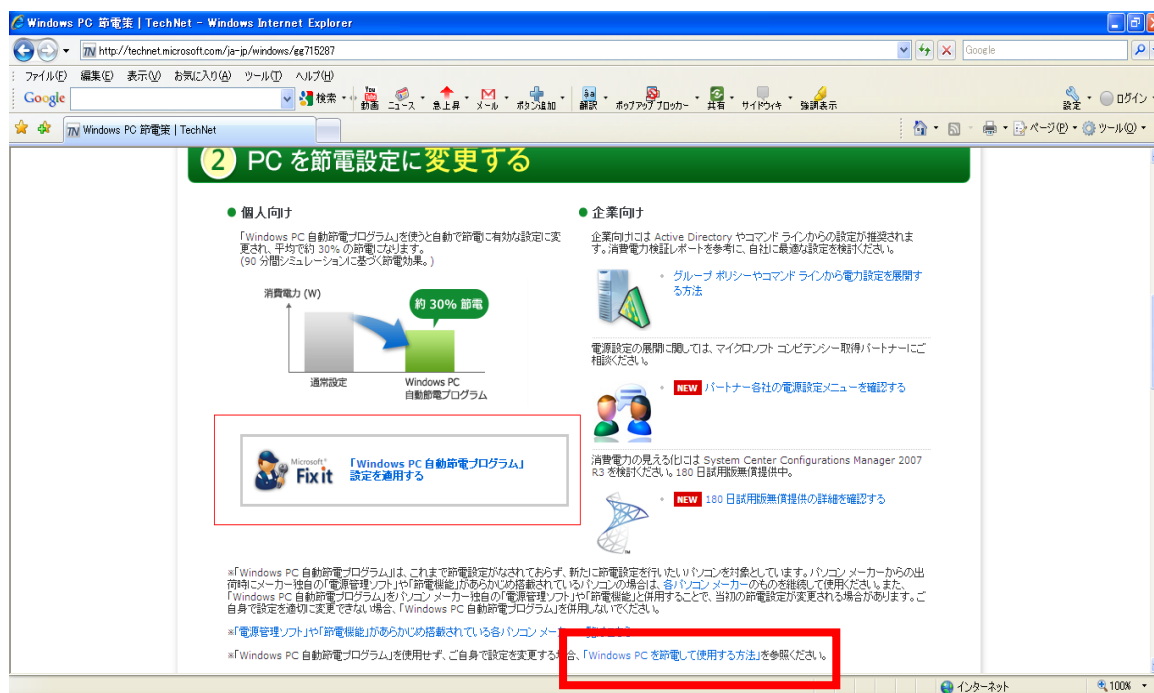 Windows PC 節電策 | TechNet - Windows Internet Explorer
http://technet.microsoft.com/ja-jp/windows/gg715287
Google
ファイル(F) 編集(E) 表示(V) お気に入り(A) ツール(T) ヘルプ(H)
Google 検索 動画 ニュース 急上昇 メール ボタン追加 翻訳 ポップアップブロッカー 共有 サイドウィキ 強調表示 設定 ログイン
Windows PC 節電策 | TechNet
ページ(P) ツール(O)
2 PC を節電設定に変更する
個人向け
「Windows PC 自動節電プログラム」を使うと自動で節電に有効な設定に変
更され、平均で約 30% の節電になります。
(90 分間シミュレーションに基づく節電効果。)
消費電力 (W)
約 30% 節電
通常設定
Windows PC
自動節電プログラム
Microsoft
Fix it
「Windows PC 自動節電プログラム」
設定を適用する
企業向け
企業向けには Active Directory やコマンド ラインからの設定が推奨されま
す。消費電力検証レポートを参考に、自社に最適な設定を検討ください。
グループ ポリシーやコマンド ラインから電力設定を展開す
る方法
電源設定の展開に関しては、マイクロソフト コンピテンシー取得パートナーにご
相談ください。
NEW パートナー各社の電源設定メニューを確認する
消費電力の見える化には System Center Configurations Manager 2007
R3 を検討ください。180 日試用版無償提供中。
NEW 180 日試用版無償提供の詳細を確認する
※「Windows PC 自動節電プログラム」は、これまで節電設定がなされておらず、新たに節電設定を行いたいパソコンを対象としています。パソコン メーカーからの出
荷時にメーカー独自の「電源管理ソフト」や「節電機能」があらかじめ搭載されているパソコンの場合は、各パソコン メーカーのものを継続して使用ください。また、
「Windows PC 自動節電プログラム」をパソコン メーカー独自の「電源管理ソフト」や「節電機能」と併用することで、当初の節電設定が変更される場合があります。ご
自身で設定を適切に変更できない場合、「Windows PC 自動節電プログラム」を併用しないでください。
※「電源管理ソフト」や「節電機能」があらかじめ搭載されている各パソコン メーカー
※「Windows PC 自動節電プログラム」を使用せず、ご自身で設定を変更する場合、「Windows PC を節電して使用する方法」を参照ください。
インターネット 100%